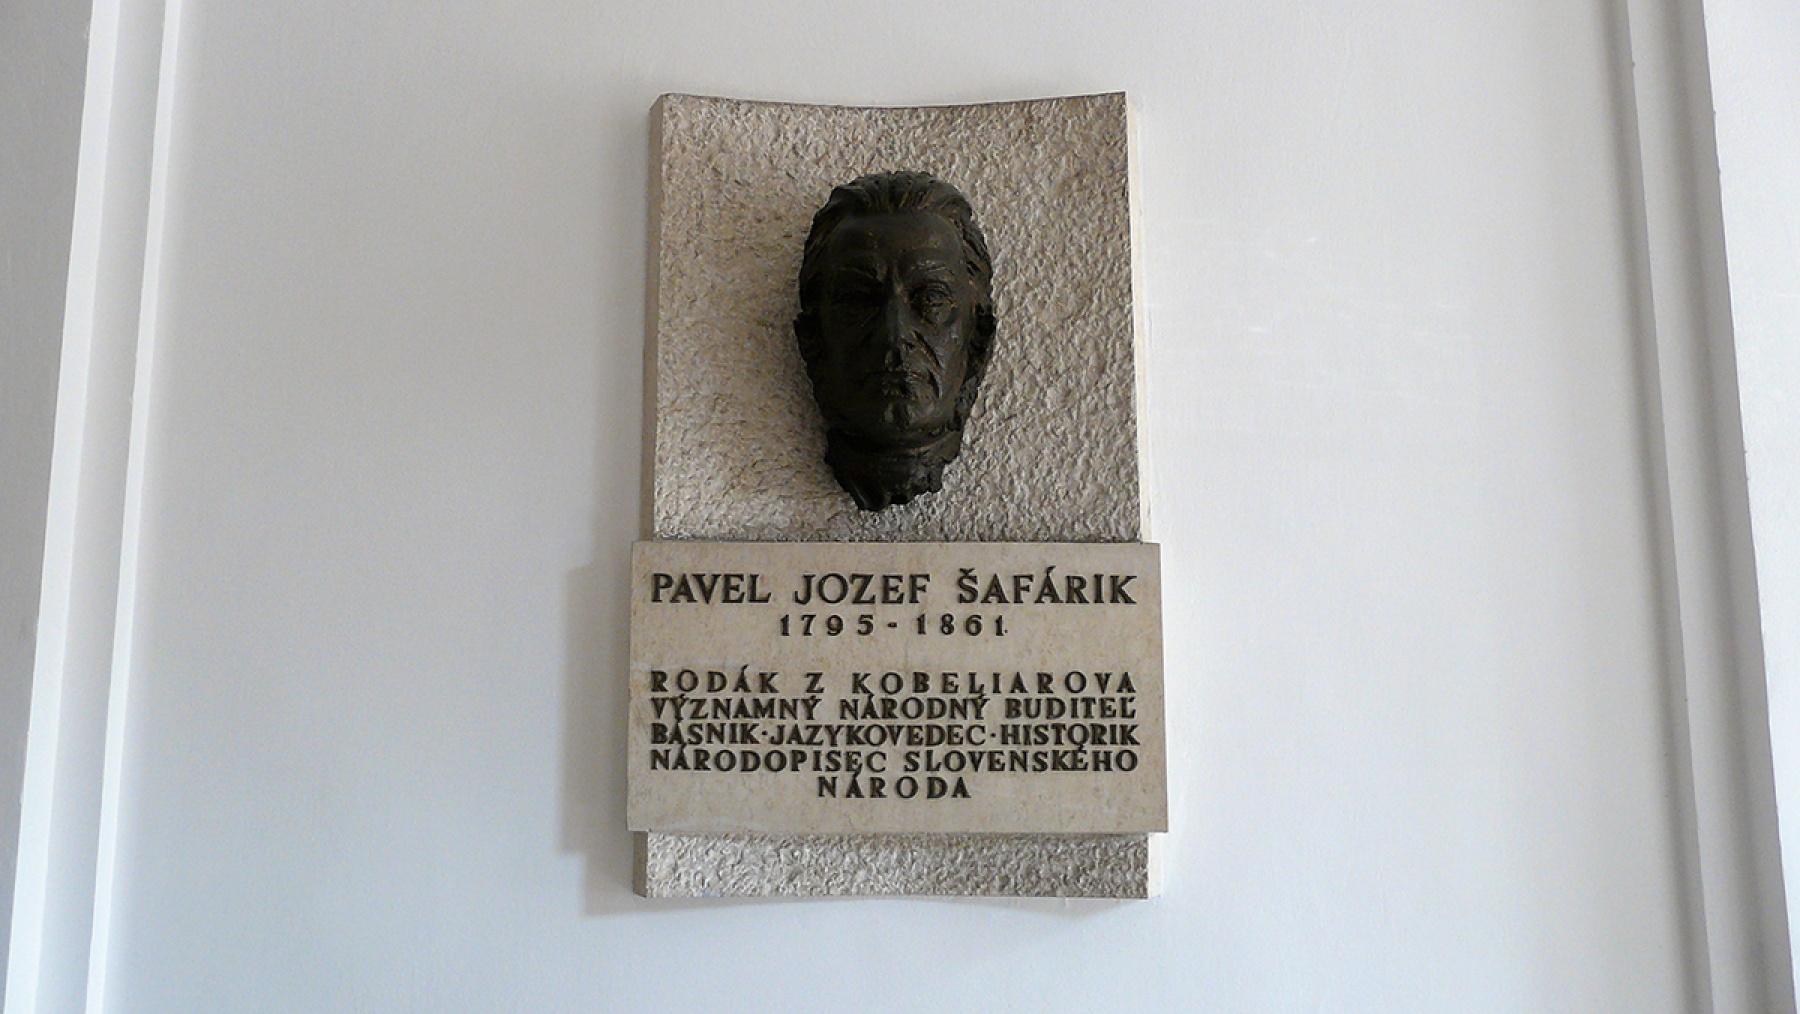 PAVEL JOZEF ŠAFÁRIK
1795-1861
RODÁK Z KOBELIAROVA
VÝZNAMNÝ NÁRODNÝ BUDITEĽ
BÁSNIK·JAZYKOVEDEC·HISTORIK
NÁRODOPISEC SLOVENSKÉHO
NÁRODA